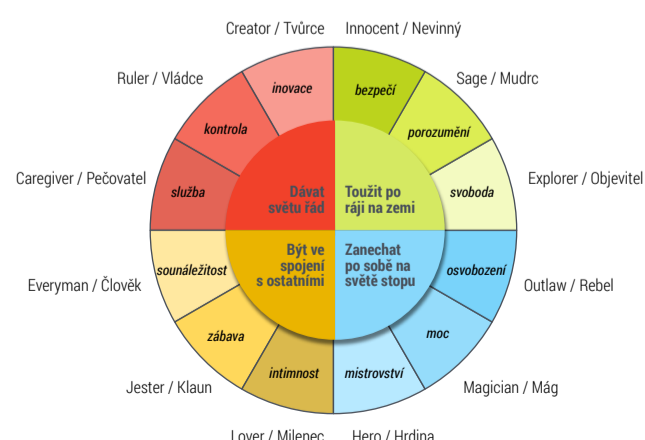 Creator / Tvůrce
Innocent / Nevinný
Ruler / Vládce
Sage / Mudrc
inovace
bezpečí
kontrola
porozumění
Caregiver / Pečovatel
Explorer / Objevitel
služba
svoboda
Dávat
světu řád
Toužit po
ráji na zemi
Být ve
spojení
s ostatními
Zanechat
po sobě na
světě stopu
sounáležitost
osvobození
Everyman / Člověk
Outlaw / Rebel
zábava
moc
intimnost
mistrovství
Jester / Klaun
Magician / Mág
Lover / Milenec
Hero / Hrdina